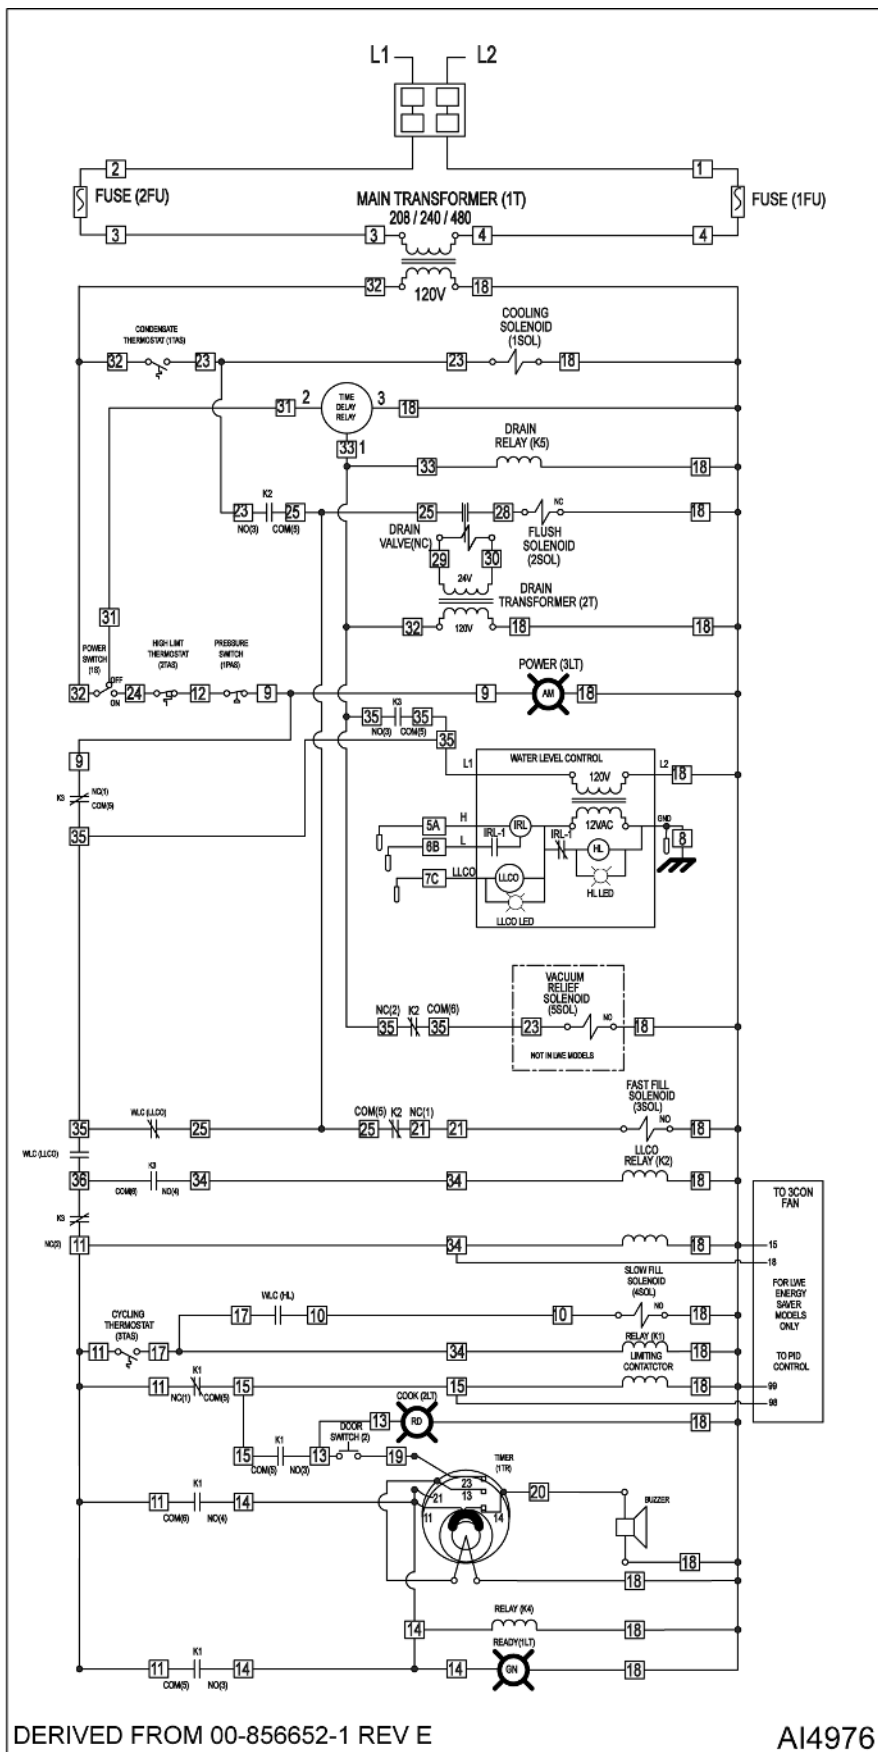 L1 L2
2 1
FUSE (2FU) MAIN TRANSFORMER (1T) FUSE (1FU)
208 / 240 / 480
3 3 4 4
32 120V 18
COOLING
SOLENOID
(1SOL)
CONDENSATE
THERMOSTAT (1TAS)
32 23 23 18
31 2 TIME
DELAY
RELAY 3 18
33 1
DRAIN
RELAY (K5)
33 18
K2
23 25 25 28 NC 18
NO(3) COM(5)
DRAIN
VALVE(NC)
FLUSH
SOLENOID
(2SOL)
29 30
24V
DRAIN
TRANSFORMER (2T)
31
32 120V 18 18
POWER
SWITCH
(1S)
HIGH LIMIT
THERMOSTAT
(2TAS)
PRESSURE
SWITCH
(1PAS)
POWER (3LT)
OFF
32 24 12 9 9 AM 18
ON
K3
35 35
NO(3) COM(5)
35
9
L1 WATER LEVEL CONTROL L2
120V 18
K3 NC(1)
COM(5)
35
5A H IRL 12VAC GND
6B L IRL-1 IRL-1 HL 8
7C LLCO LLCO HL LED
LLCO LED
VACUUM
RELIEF
SOLENOID
(5SOL)
NC(2) K2 COM(6)
35 35 23 NC 18
NOT IN LWE MODELS
FAST FILL
SOLENOID
(3SOL)
WLC (LLCO) COM(5) K2 NC(1) NO
35 25 25 21 21 18
WLC (LLCO)
LLCO
RELAY (K2)
36 K3 34 34 18
COM(6) NO(4)
TO 3CON
FAN
K3
NC(2) 11 34 18 15
18
SLOW FILL
SOLENOID
(4SOL)
FOR LWE
ENERGY
SAVER
MODELS
ONLY
WLC (HL)
17 10 10 NO 18
CYCLING
THERMOSTAT
(3TAS)
RELAY (K1)
11 17 34 18
LIMITING
CONTATCTOR
TO PID
CONTROL
K1
11 15 15 18 99
NC(1) COM(5)
98
COOK (2LT)
13 RD 18
DOOR
SWITCH (2)
K1
15 13 19
COM(5) NO(3)
TIMER
(1TR)
23
13
21
11 14
20
BUZZER
K1
11 14
COM(6) NO(4)
18
18
RELAY (K4)
14 18
READY(1LT)
K1
11 14 14 GN 18
COM(5) NO(3)
DERIVED FROM 00-856652-1 REV E AI4976